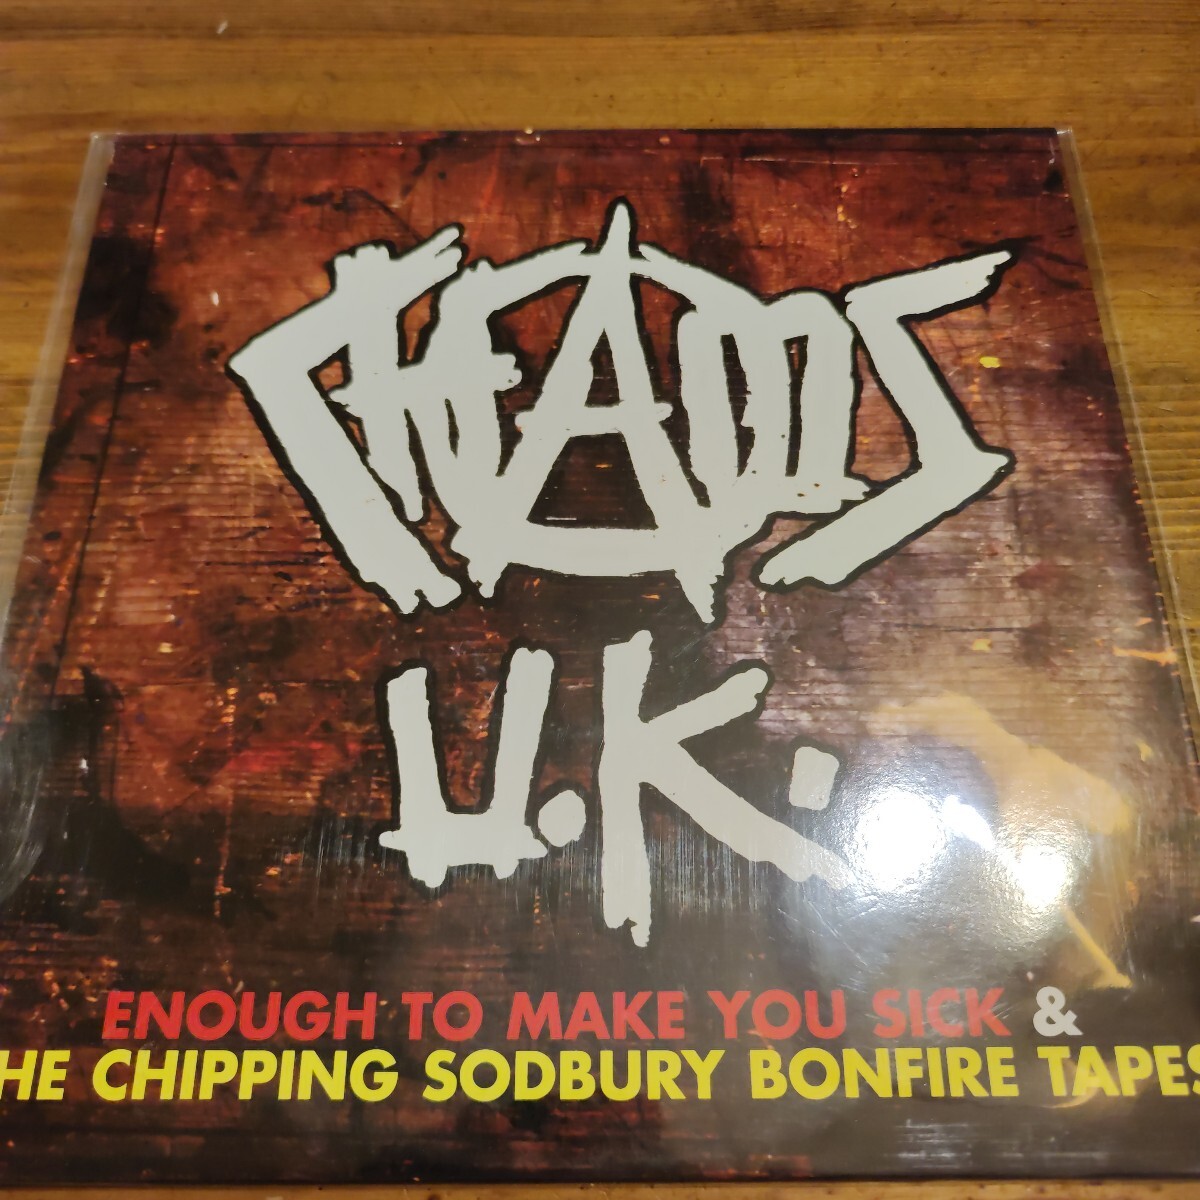 CHAOS
U.K.
ENOUGH TO MAKE YOU SICK &
HE CHIPPING SODBURY BONFIRE TAPES